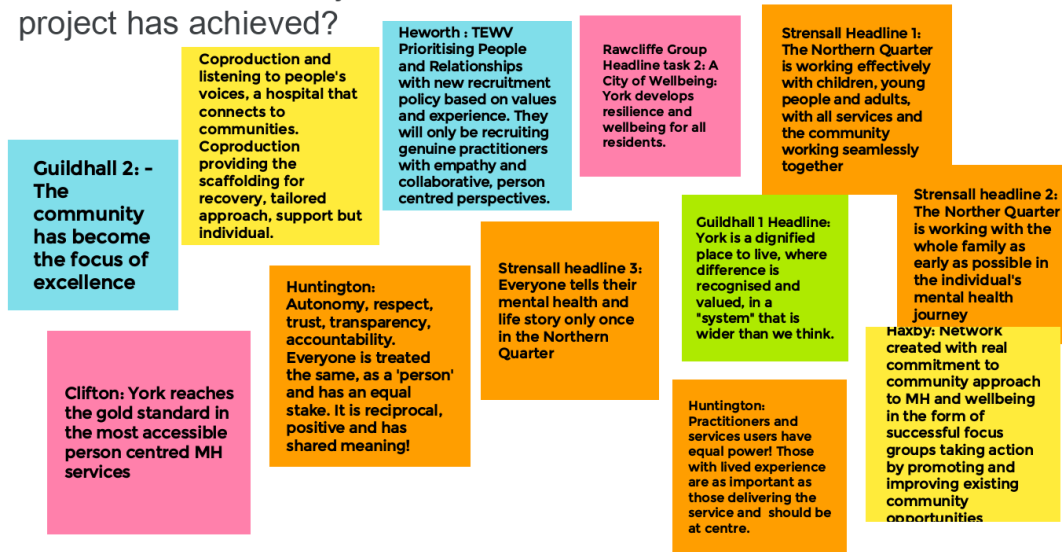 project has achieved?
Coproduction and
listening to people's
voices, a hospital that
connects to
communities.
Coproduction
providing the
scaffolding for
recovery, tailored
approach, support but
individual.
Heworth : TEWV
Prioritising People
and Relationships
with new recruitment
policy based on values
and experience. They
will only be recruiting
genuine practitioners
with empathy and
collaborative, person
centred perspectives.
Rawcliffe Group
Headline task 2: A
City of Wellbeing:
York develops
resilience and
wellbeing for all
residents.
Strensall Headline 1:
The Northern Quarter
is working effectively
with children, young
people and adults,
with all services and
the community
working seamlessly
together
Guildhall 2: -
The
community
has become
the focus of
excellence
Strensall headline 2:
The Norther Quarter
is working with the
whole family as
early as possible in
the individual's
mental health
journey
Guildhall 1 Headline:
York is a dignified
place to live, where
difference is
recognised and
valued, in a
"system" that is
wider than we think.
Strensall headline 3:
Everyone tells their
mental health and
life story only once
in the Northern
Quarter
Huntington:
Autonomy, respect,
trust, transparency,
accountability.
Everyone is treated
the same, as a 'person'
and has an equal
stake. It is reciprocal,
positive and has
shared meaning!
Clifton: York reaches
the gold standard in
the most accessible
person centred MH
services
Huntington:
Practitioners and
services users have
equal power! Those
with lived experience
are as important as
those delivering the
service and should be
at centre.
Haxby: Network
created with real
commitment to
community approach
to MH and wellbeing
in the form of
successful focus
groups taking action
by promoting and
improving existing
community
opportunities